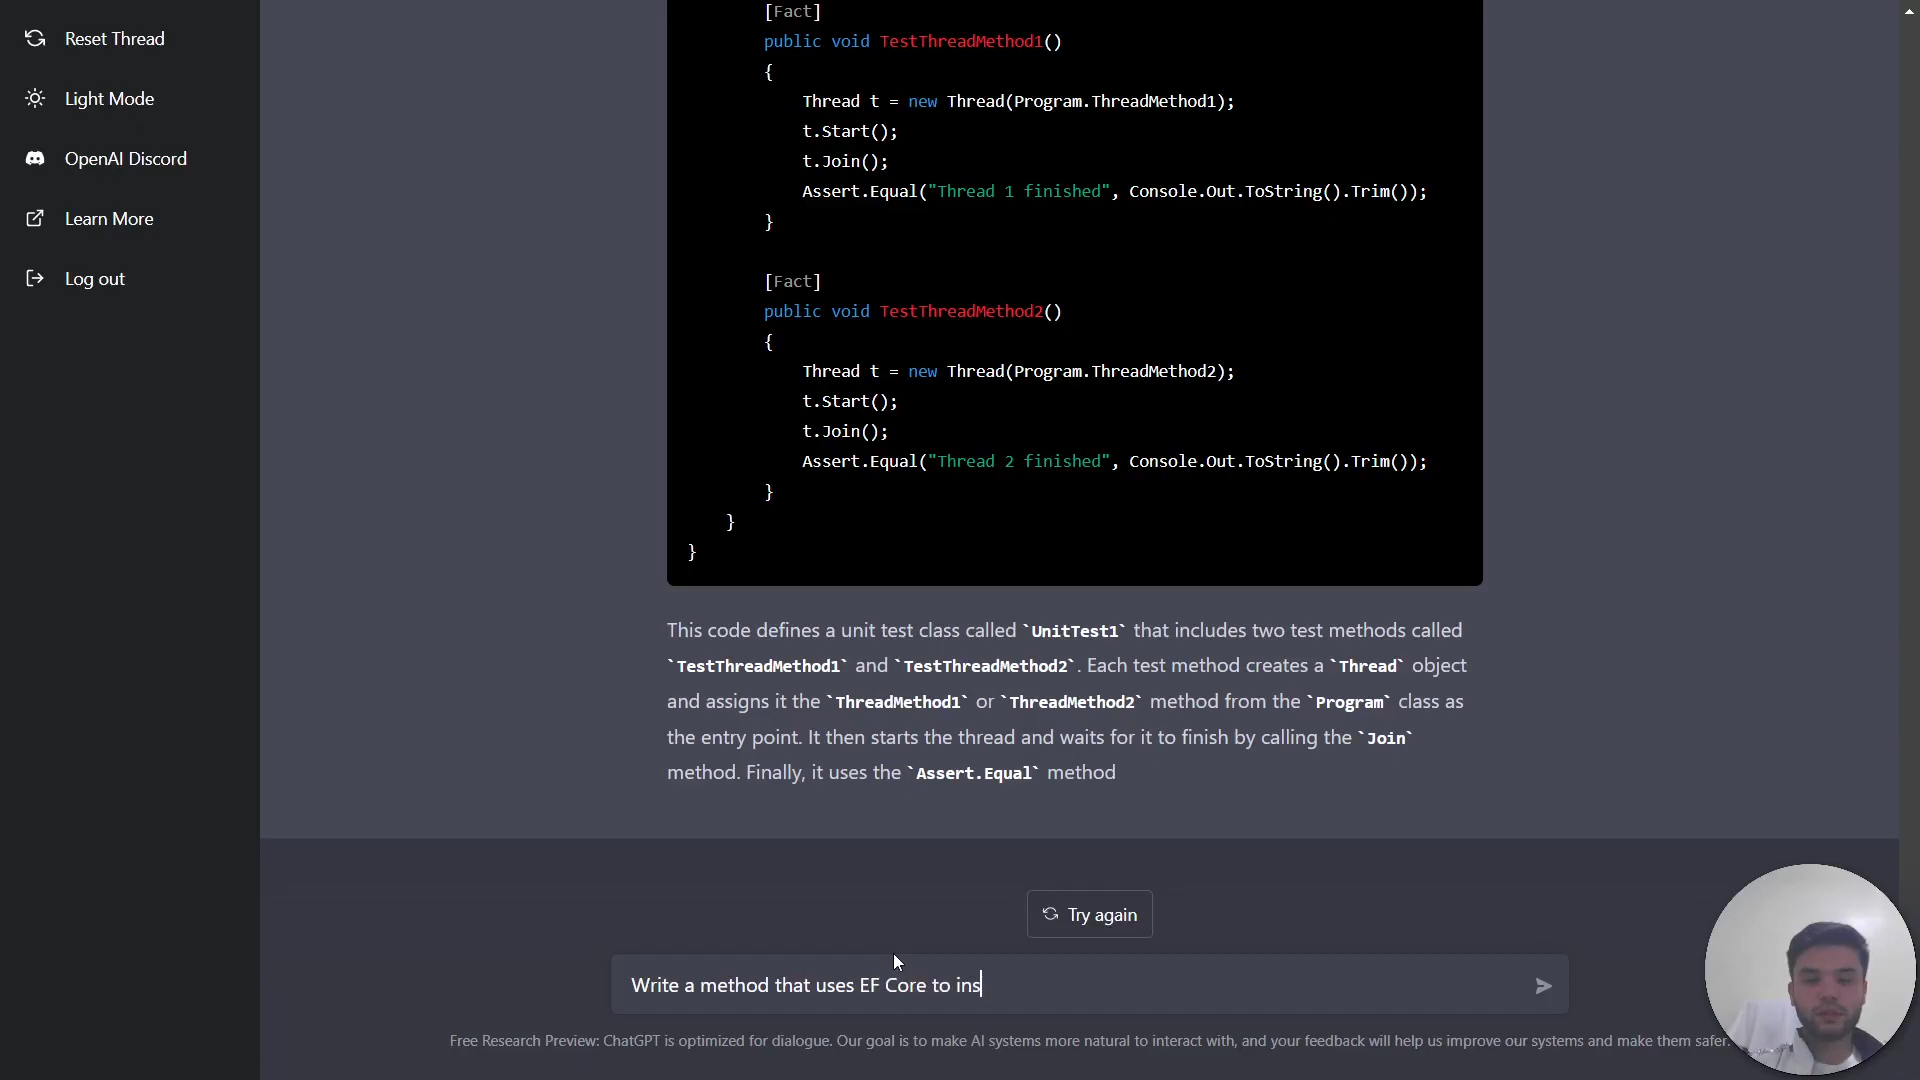 Reset Thread
Light Mode
OpenAI Discord
Learn More
Log out
[Fact]
public void TestThreadMethod1()
{
Thread t = new Thread(Program.ThreadMethod1);
t.Start();
t.Join();
Assert.Equal("Thread 1 finished", Console.Out.ToString().Trim());
}
[Fact]
public void TestThreadMethod2()
{
Thread t = new Thread(Program.ThreadMethod2);
t.Start();
t.Join();
Assert.Equal("Thread 2 finished", Console.Out.ToString().Trim());
}
}
}
This code defines a unit test class called `UnitTest1` that includes two test methods called
`TestThreadMethod1` and `TestThreadMethod2`. Each test method creates a `Thread` object
and assigns it the `ThreadMethod1` or `ThreadMethod2` method from the `Program` class as
the entry point. It then starts the thread and waits for it to finish by calling the `Join`
method. Finally, it uses the `Assert.Equal` method
Try again
Write a method that uses EF Core to ins
Free Research Preview: ChatGPT is optimized for dialogue. Our goal is to make AI systems more natural to interact with, and your feedback will help us improve our systems and make them safer.